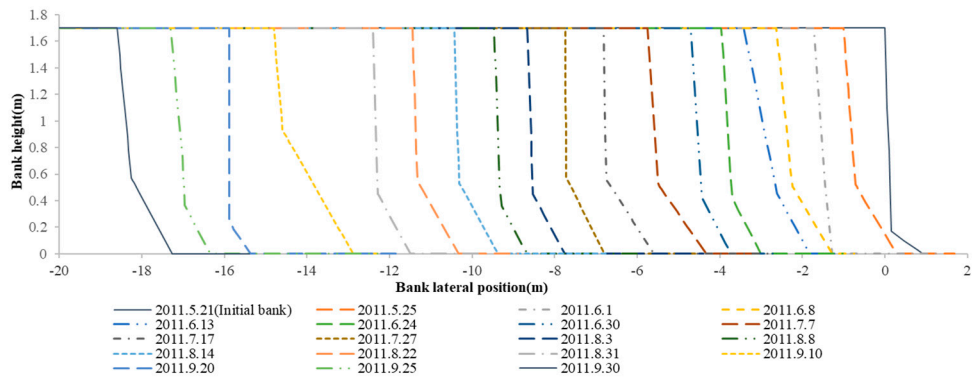 Bank height(m)
1.8
1.6
1.4
1.2
1
0.8
0.6
0.4
0.2
0
-20 -18 -16 -14 -12 -10 -8 -6 -4 -2 0 2
Bank lateral position(m)
2011.5.21(Initial bank) 2011.5.25 2011.6.1 2011.6.8
2011.6.13 2011.6.24 2011.6.30 2011.7.7
2011.7.17 2011.7.27 2011.8.3 2011.8.8
2011.8.14 2011.8.22 2011.8.31 2011.9.10
2011.9.20 2011.9.25 2011.9.30